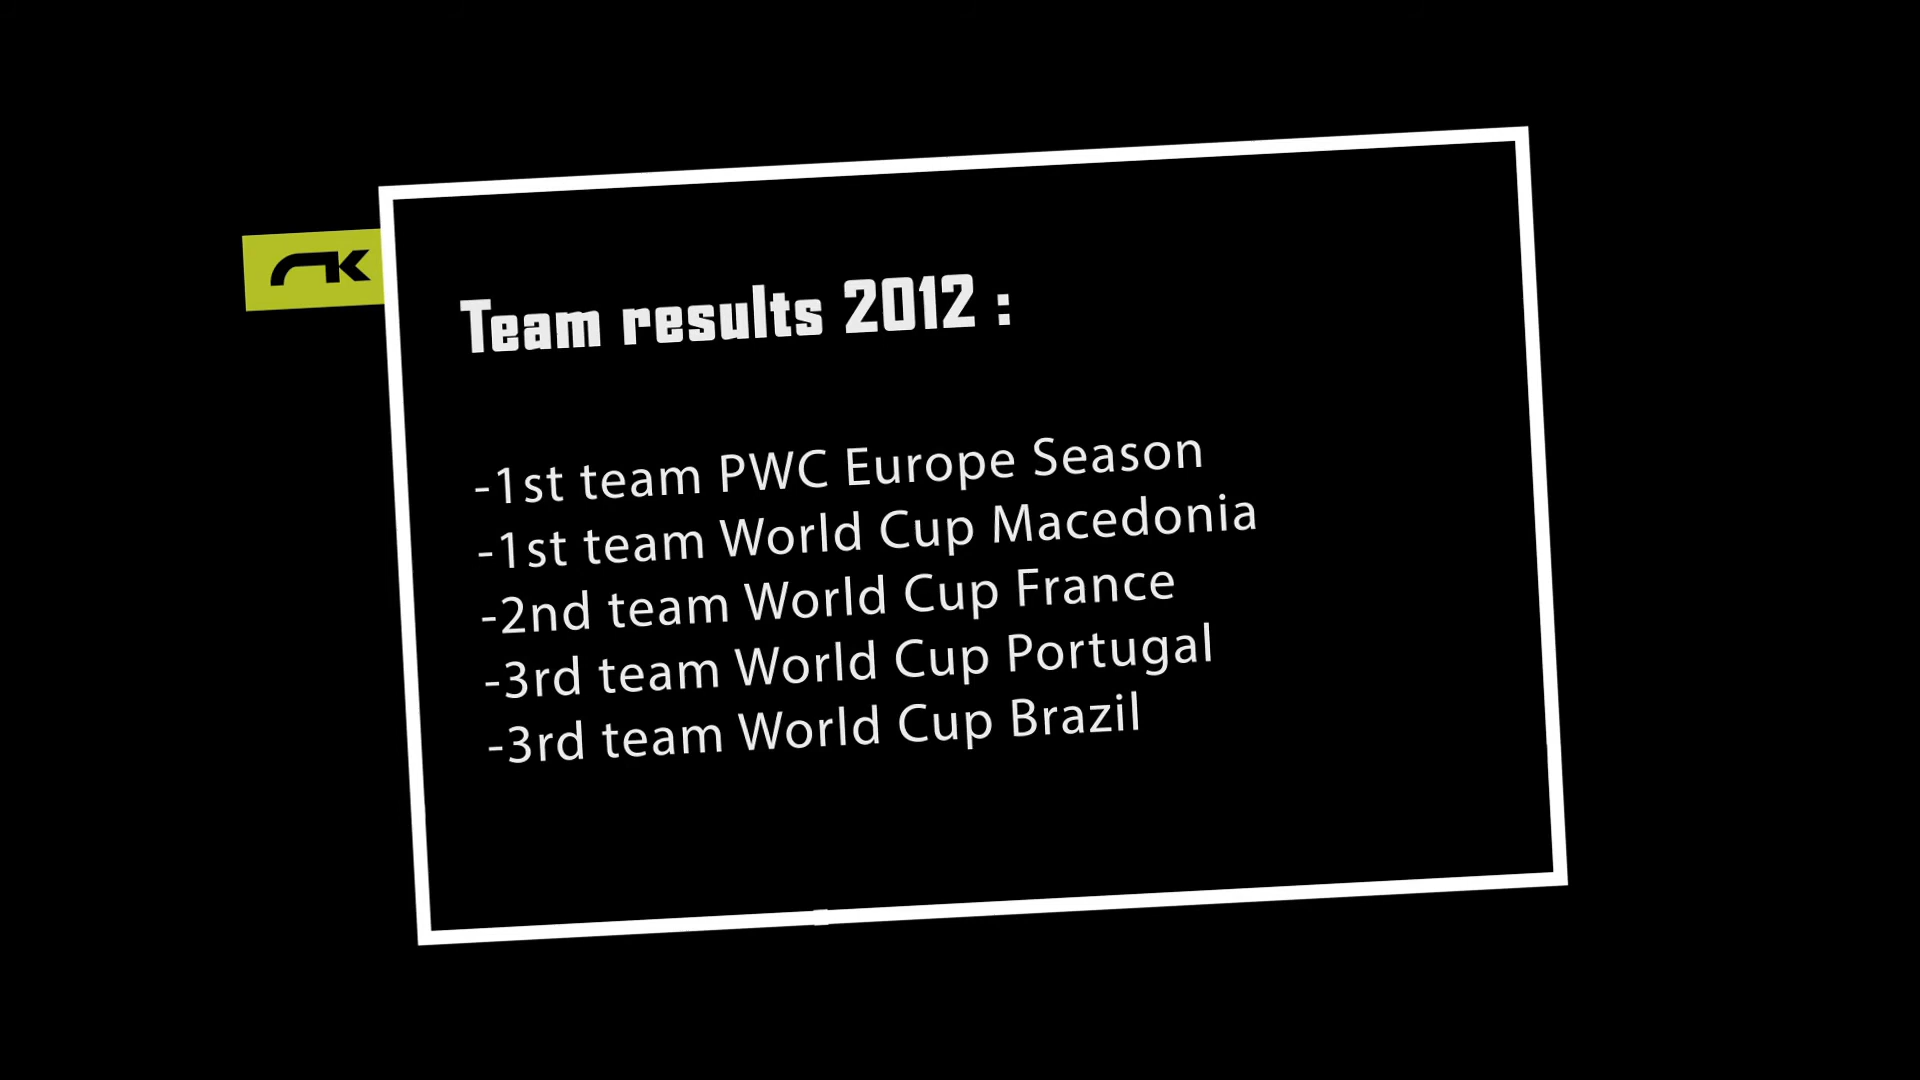 Team results 2012 :
-1st team PWC Europe Season
-1st team World Cup Macedonia
-2nd team World Cup France
-3rd team World Cup Portugal
-3rd team World Cup Brazil